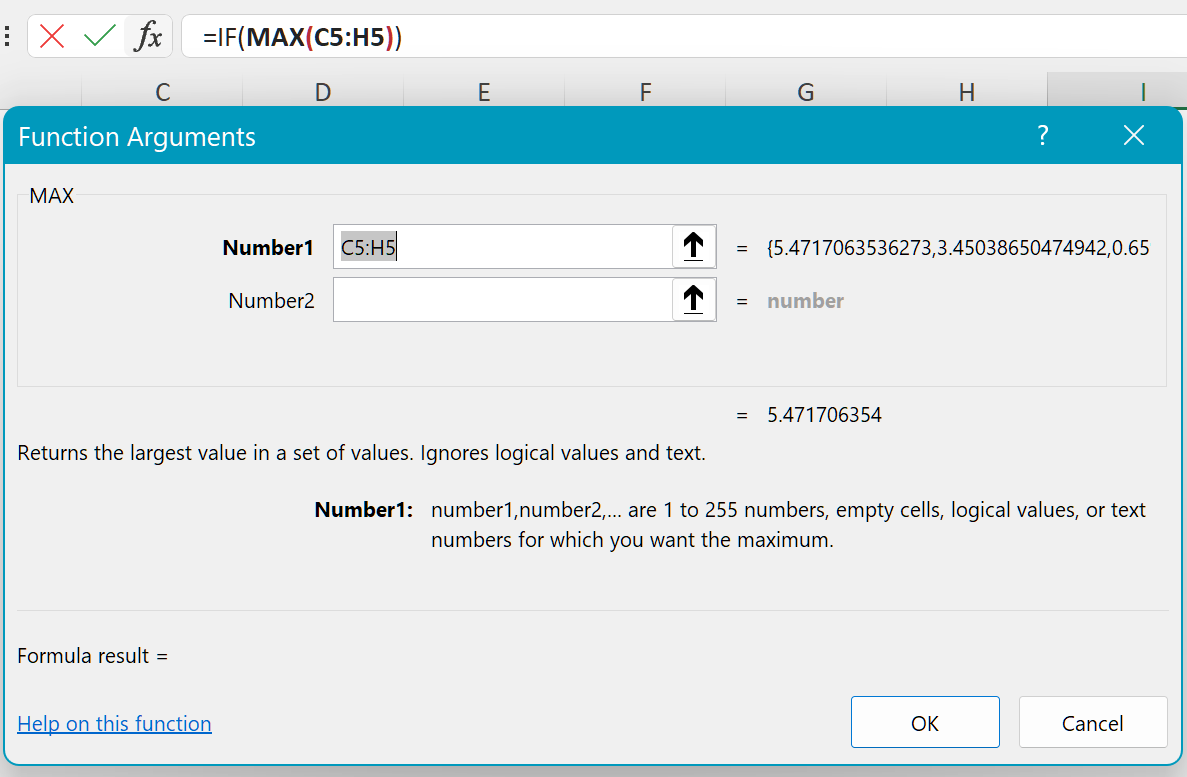 fx =IF(MAX(C5:H5))
C D E F G H I
Function Arguments ?
MAX
Number1 C5:H5 = {5.4717063536273,3.45038650474942,0.65
Number2 = number
= 5.471706354
Returns the largest value in a set of values. Ignores logical values and text.
Number1: number1,number2,... are 1 to 255 numbers, empty cells, logical values, or text
numbers for which you want the maximum.
Formula result =
Help on this function OK Cancel